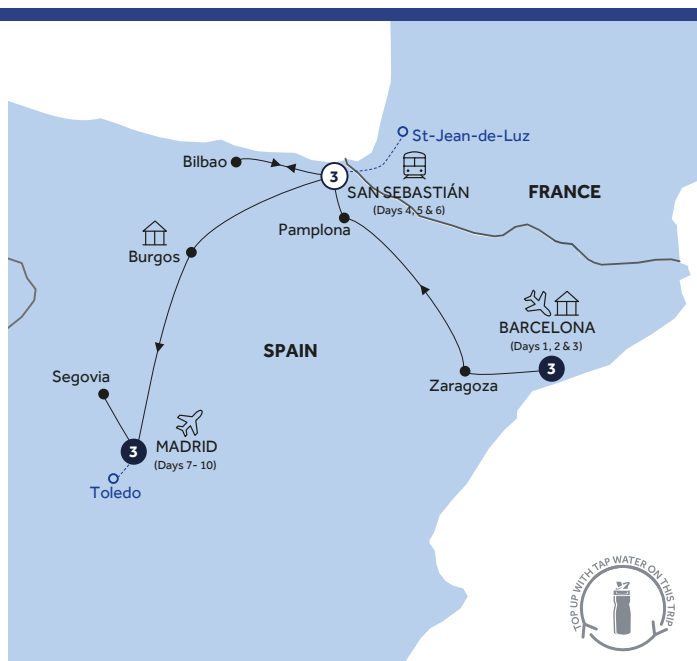 St-Jean-de-Luz
Bilbao
3
SAN SEBASTIÁN
(Days 4, 5 & 6)
FRANCE
Pamplona
Burgos
BARCELONA
(Days 1, 2 & 3)
SPAIN
3
Segovia
Zaragoza
3
MADRID
(Days 7- 10)
Toledo
TOP UP WITH TAP WATER ON THIS TRIP